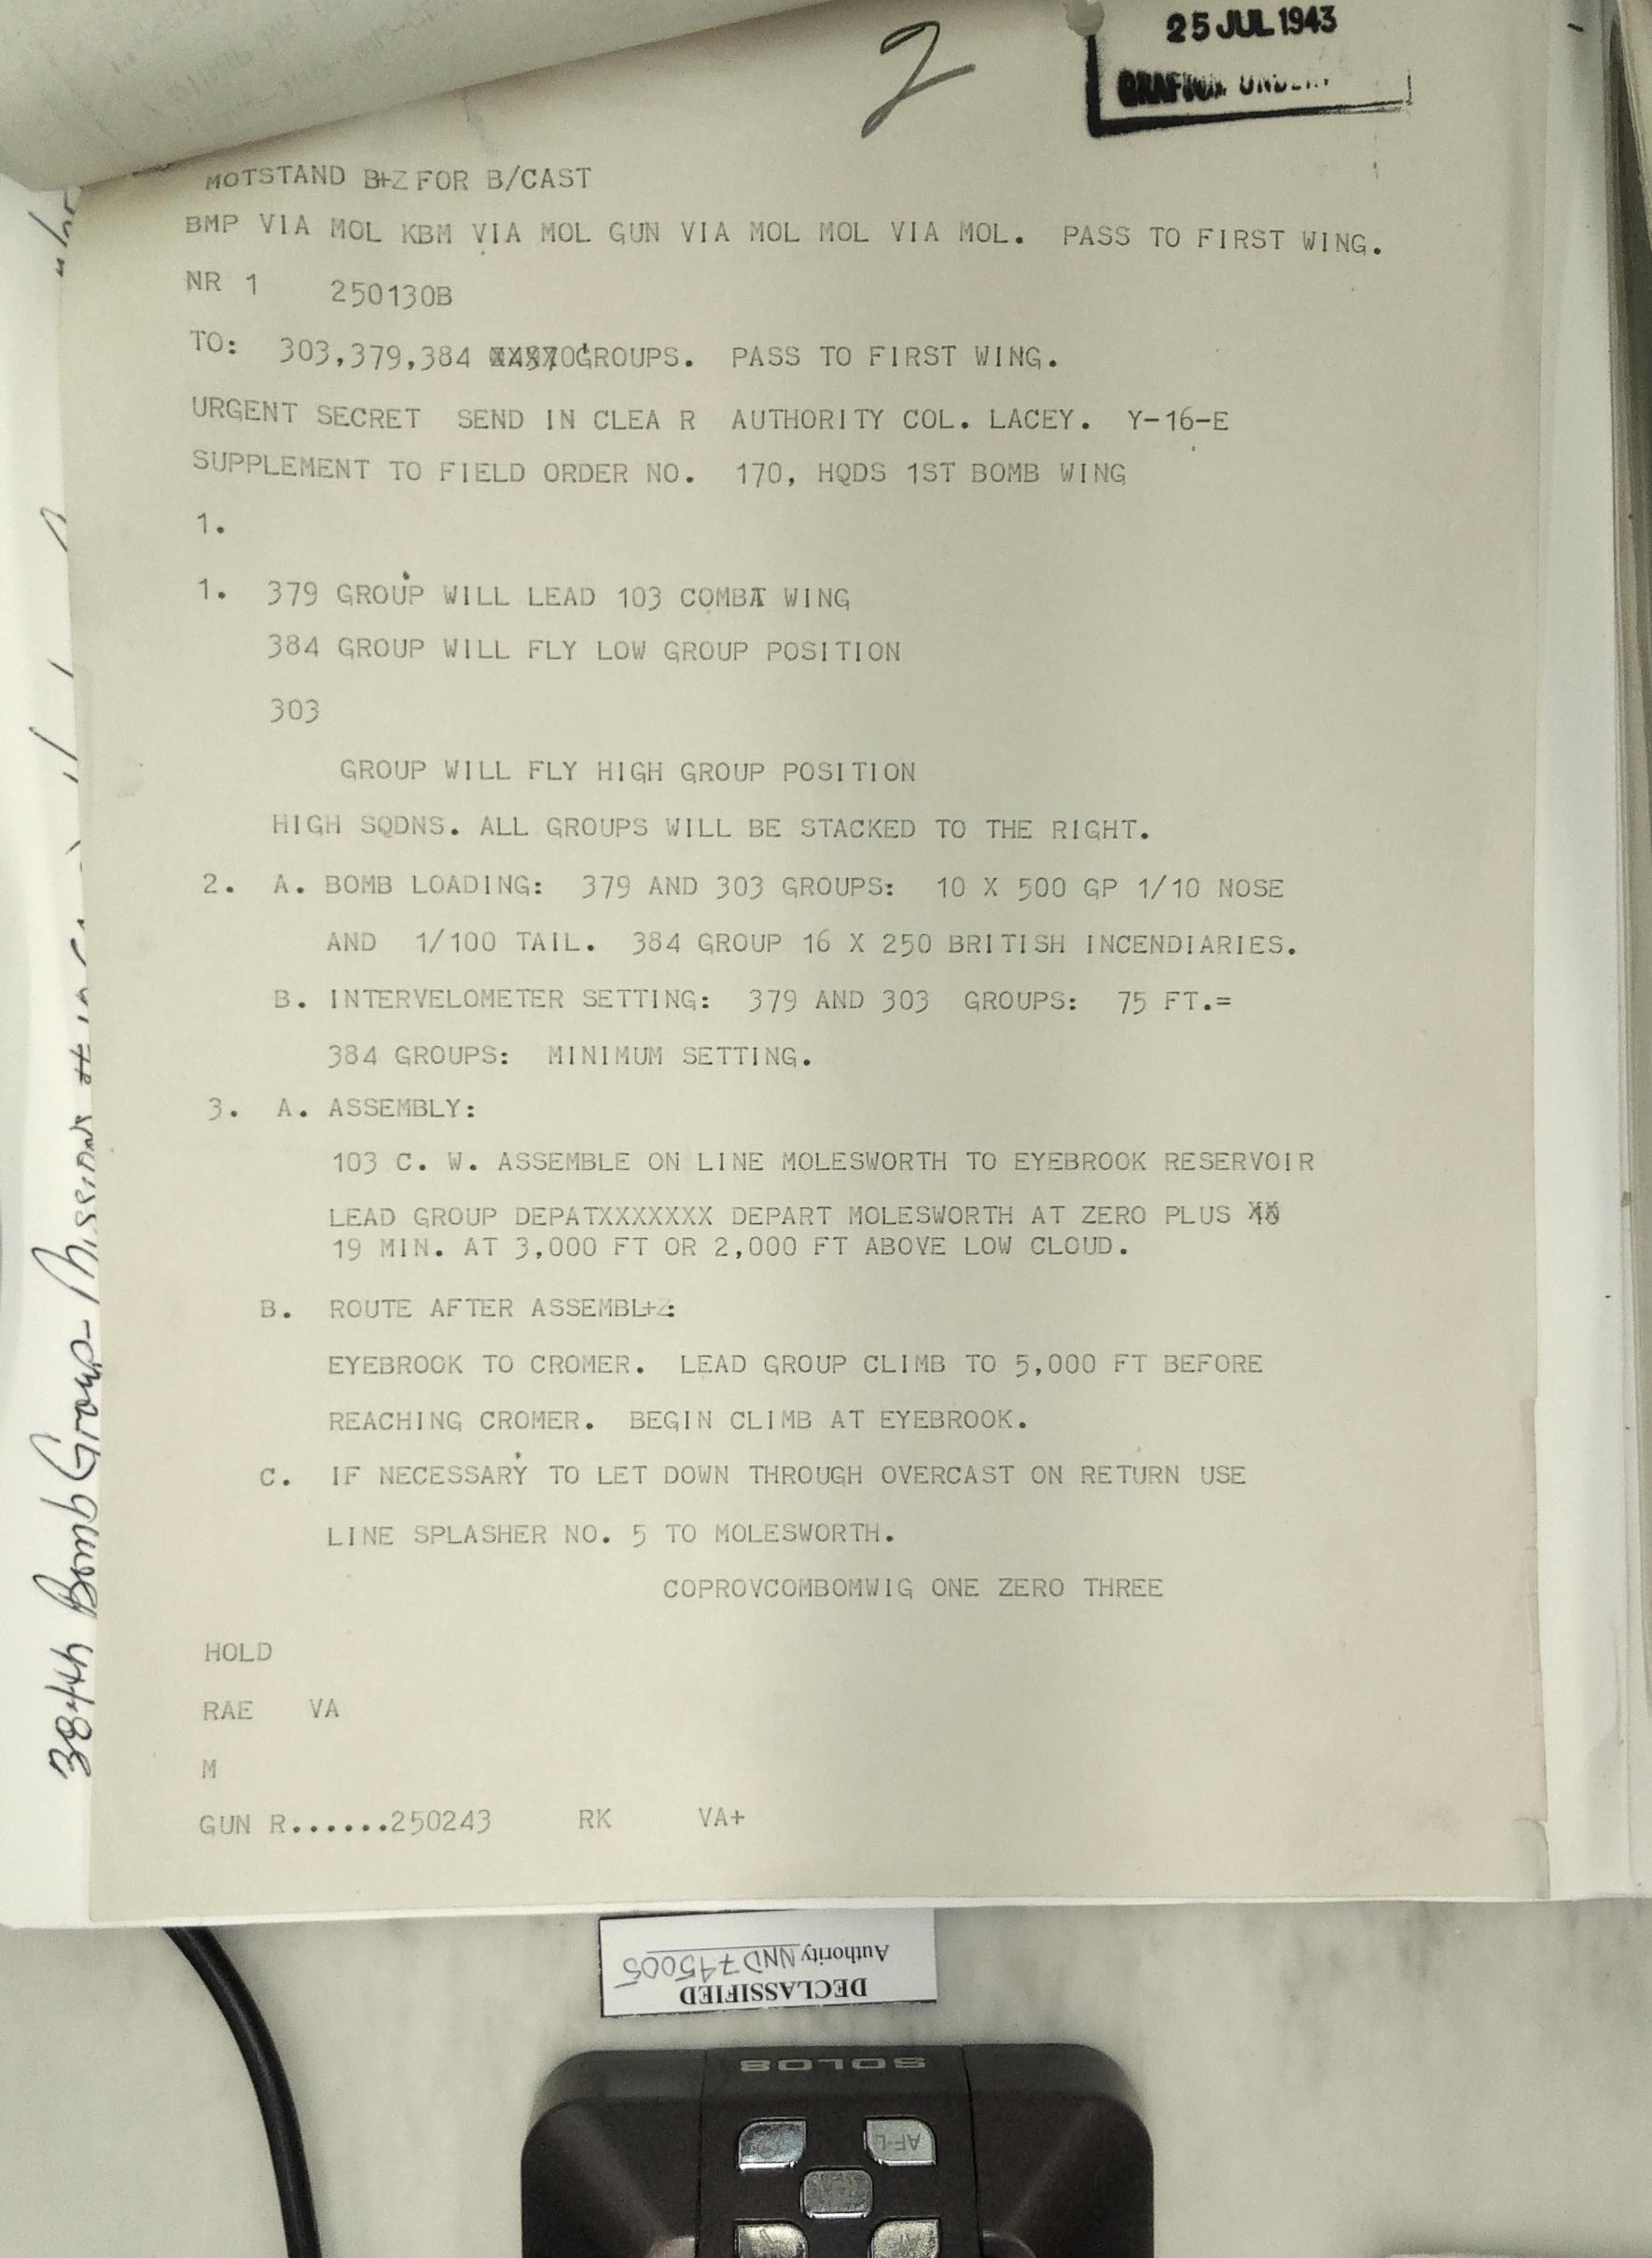 2
25 JUL 1943
GRAFTON UNDER
MOTSTAND B+Z FOR B/CAST
BMP VIA MOL KBM VIA MOL GUN VIA MOL MOL VIA MOL. PASS TO FIRST WING.
NR 1 250130B
TO: 303,379,384 GROUPS. PASS TO FIRST WING.
URGENT SECRET SEND IN CLEA R AUTHORITY COL. LACEY. Y-16-E
SUPPLEMENT TO FIELD ORDER NO. 170, HQDS 1ST BOMB WING
1.
1. 379 GROUP WILL LEAD 103 COMBA WING
384 GROUP WILL FLY LOW GROUP POSITION
303
GROUP WILL FLY HIGH GROUP POSITION
HIGH SQDNS. ALL GROUPS WILL BE STACKED TO THE RIGHT.
2. A. BOMB LOADING: 379 AND 303 GROUPS: 10 X 500 GP 1/10 NOSE
AND 1/100 TAIL. 384 GROUP 16 X 250 BRITISH INCENDIARIES.
B. INTERVELOMETER SETTING: 379 AND 303 GROUPS: 75 FT.=
384 GROUPS: MINIMUM SETTING.
3. A. ASSEMBLY:
103 C. W. ASSEMBLE ON LINE MOLESWORTH TO EYEBROOK RESERVOIR
LEAD GROUP DEPATXXXXXXX DEPART MOLESWORTH AT ZERO PLUS
19 MIN. AT 3,000 FT OR 2,000 FT ABOVE LOW CLOUD.
B. ROUTE AFTER ASSEMBL+Z:
EYEBROOK TO CROMER. LEAD GROUP CLIMB TO 5,000 FT BEFORE
REACHING CROMER. BEGIN CLIMB AT EYEBROOK.
C. IF NECESSARY TO LET DOWN THROUGH OVERCAST ON RETURN USE
LINE SPLASHER NO. 5 TO MOLESWORTH.
COPROVCOMBOMWIG ONE ZERO THREE
HOLD
RAE VA
M
GUN R......250243 RK VA+
384th Bomb Group- Mission #
DECLASSIFIED
Authority NND 745005
SOLO8
AF-L